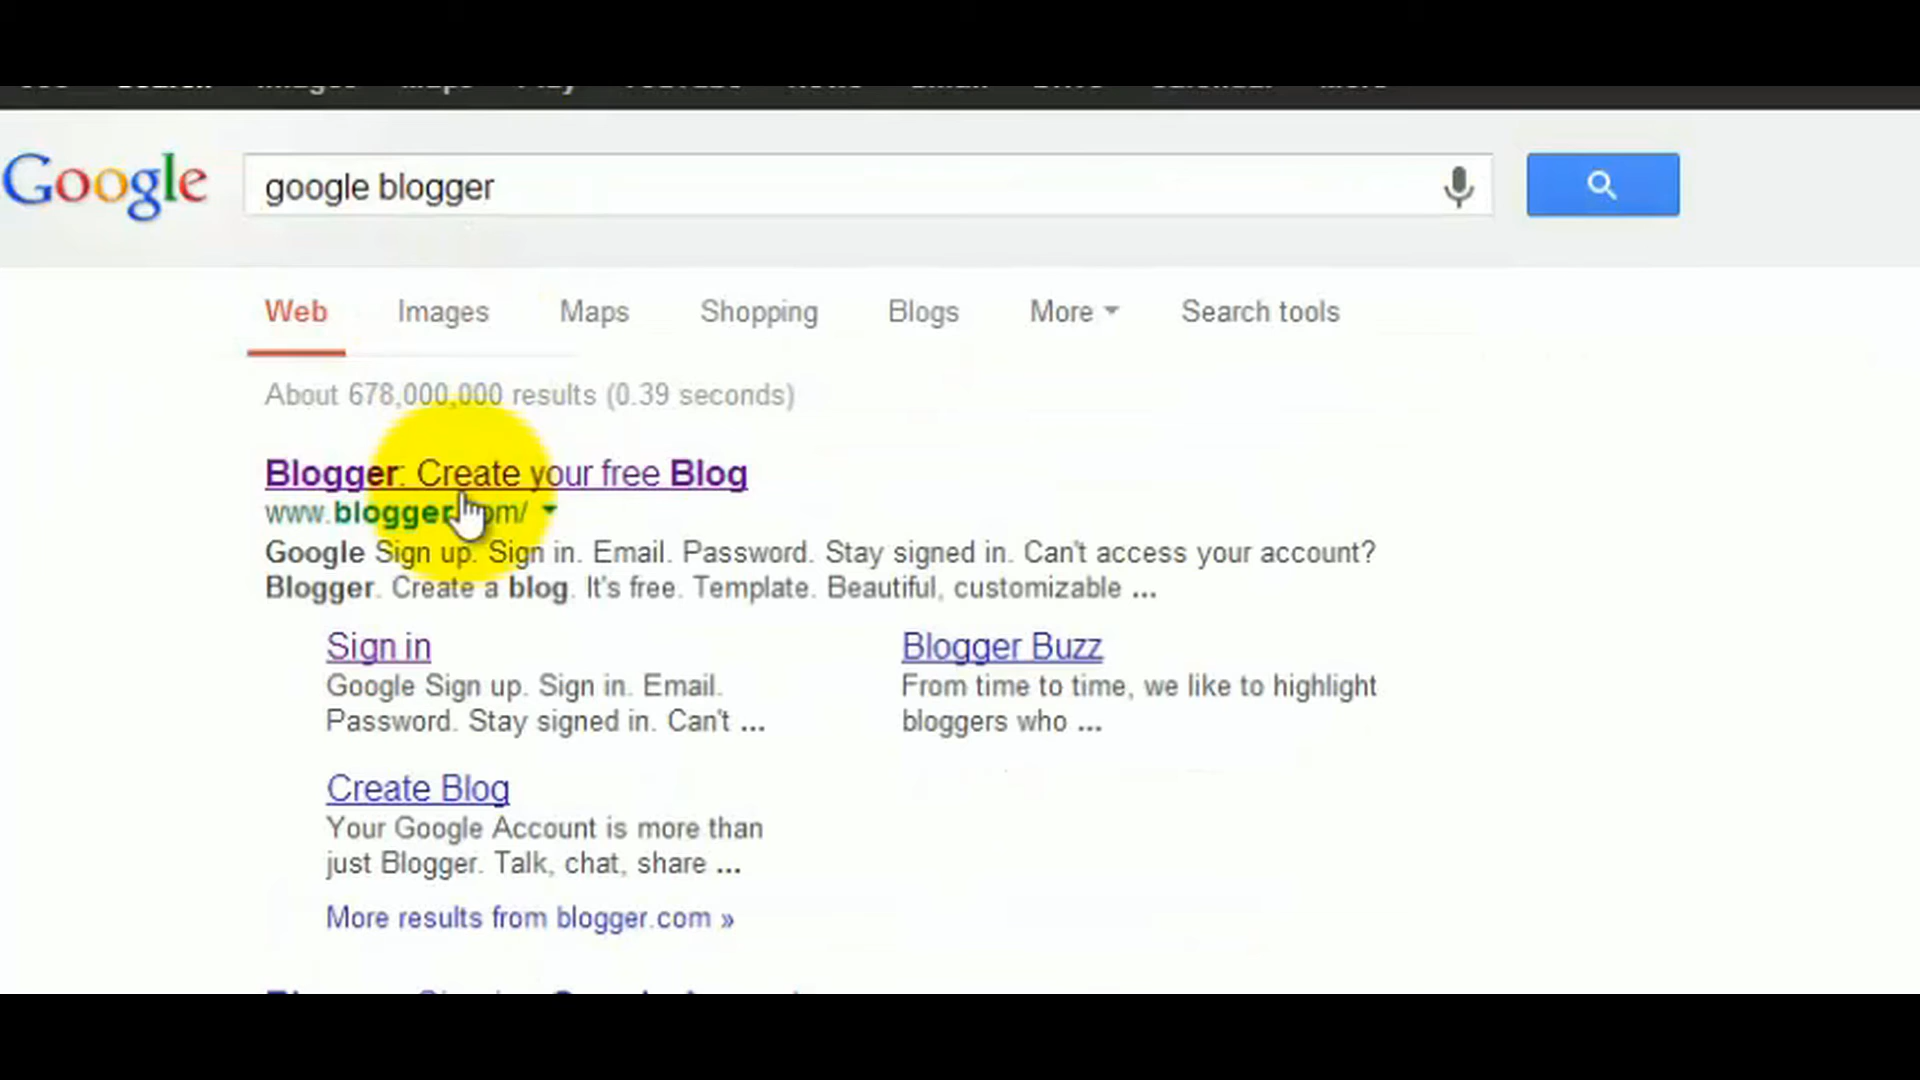 Google
google blogger
Web Images Maps Shopping Blogs More Search tools
About 678,000,000 results (0.39 seconds)
Blogger: Create your free Blog
www.blogger.com/
Google Sign up. Sign in. Email. Password. Stay signed in. Can't access your account?
Blogger. Create a blog. It's free. Template. Beautiful, customizable ...
Sign in
Google Sign up. Sign in. Email.
Password. Stay signed in. Can't ...
Blogger Buzz
From time to time, we like to highlight
bloggers who ...
Create Blog
Your Google Account is more than
just Blogger. Talk, chat, share ...
More results from blogger.com »